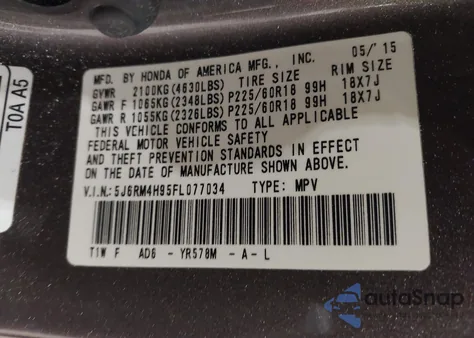 MFD. BY HONDA OF AMERICA MFG., INC. 05/'15
GVWR 2100KG (4630LBS) TIRE SIZE RIM SIZE
GAWR F 1065KG (2348LBS) P225/60R18 99H 18X7J
GAWR R 1055KG (2326LBS) P225/60R18 99H 18X7J
THIS VEHICLE CONFORMS TO ALL APPLICABLE
FEDERAL MOTOR VEHICLE SAFETY
AND THEFT PREVENTION STANDARDS IN EFFECT
ON THE DATE OF MANUFACTURE SHOWN ABOVE.
V.I.N.: 5J6RM4H95FL077034 TYPE: MPV
TIW F AD6 - YR578M - A - L
TOA A5
autoSnap